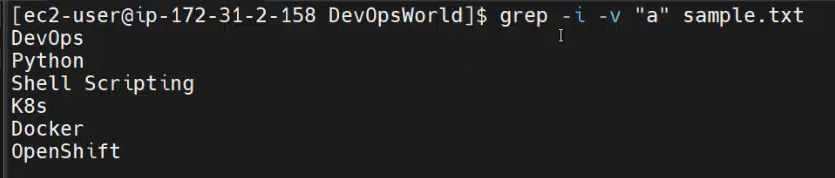 [ec2-user@ip-172-31-2-158 DevOpsWorld]$ grep -i -v "a" sample.txt
DevOps
Python
Shell Scripting
K8s
Docker
OpenShift